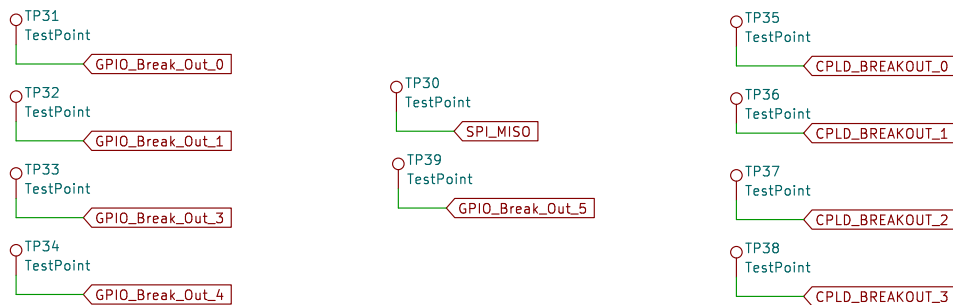 TP31
TestPoint
GPIO_Break_Out_0
TP32
TestPoint
GPIO_Break_Out_1
TP33
TestPoint
GPIO_Break_Out_3
TP34
TestPoint
GPIO_Break_Out_4
TP30
TestPoint
SPI_MISO
TP39
TestPoint
GPIO_Break_Out_5
TP35
TestPoint
CPLD_BREAKOUT_0
TP36
TestPoint
CPLD_BREAKOUT_1
TP37
TestPoint
CPLD_BREAKOUT_2
TP38
TestPoint
CPLD_BREAKOUT_3